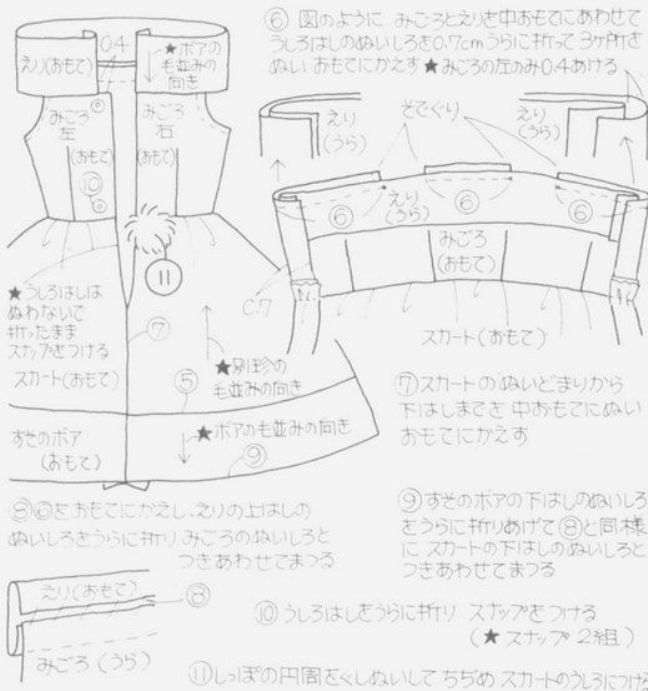 ⑥ 図のように みごろとえりを中おもてにあわせて
うしろはしのぬいしろを0.7cmうらに折って3ヶ所を
ぬい おもてにかえす ★みごろの左のみ0.4あける
0.4
★ボアの
毛並みの
向き
えり(おもて)
みごろ
左
(おもて)
⑩
みごろ
右
(おもて)
えり
(うら)
そでぐり
えり
(うら)
⑥
えり
(うら)
⑥
⑥
みごろ
(おもて)
0.7
スカート(おもて)
⑪
★うしろはしは
ぬわないで
折ったまま
スナップをつける
スカート(おもて)
⑦
★別珍の
毛並みの向き
⑤
すそのボア
(おもて)
★ボアの毛並みの向き
⑨
⑦スカートのぬいどまりから
下はしまでを 中おもてにぬい
おもてにかえす
⑧⑥をおもてにかえし、えりの上はしの
ぬいしろをうらに折り みごろのぬいしろと
つきあわせてまつる
⑨すそのボアの下はしのぬいしろ
をうらに折りあげて⑧と同様
に スカートの下はしのぬいしろと
つきあわせてまつる
えり(おもて)
⑧
みごろ(うら)
⑩うしろはしをうらに折り スナップをつける
(★スナップ 2組)
⑪しっぽの円周をぐしぬいして ちぢめ スカートのうしろにつける